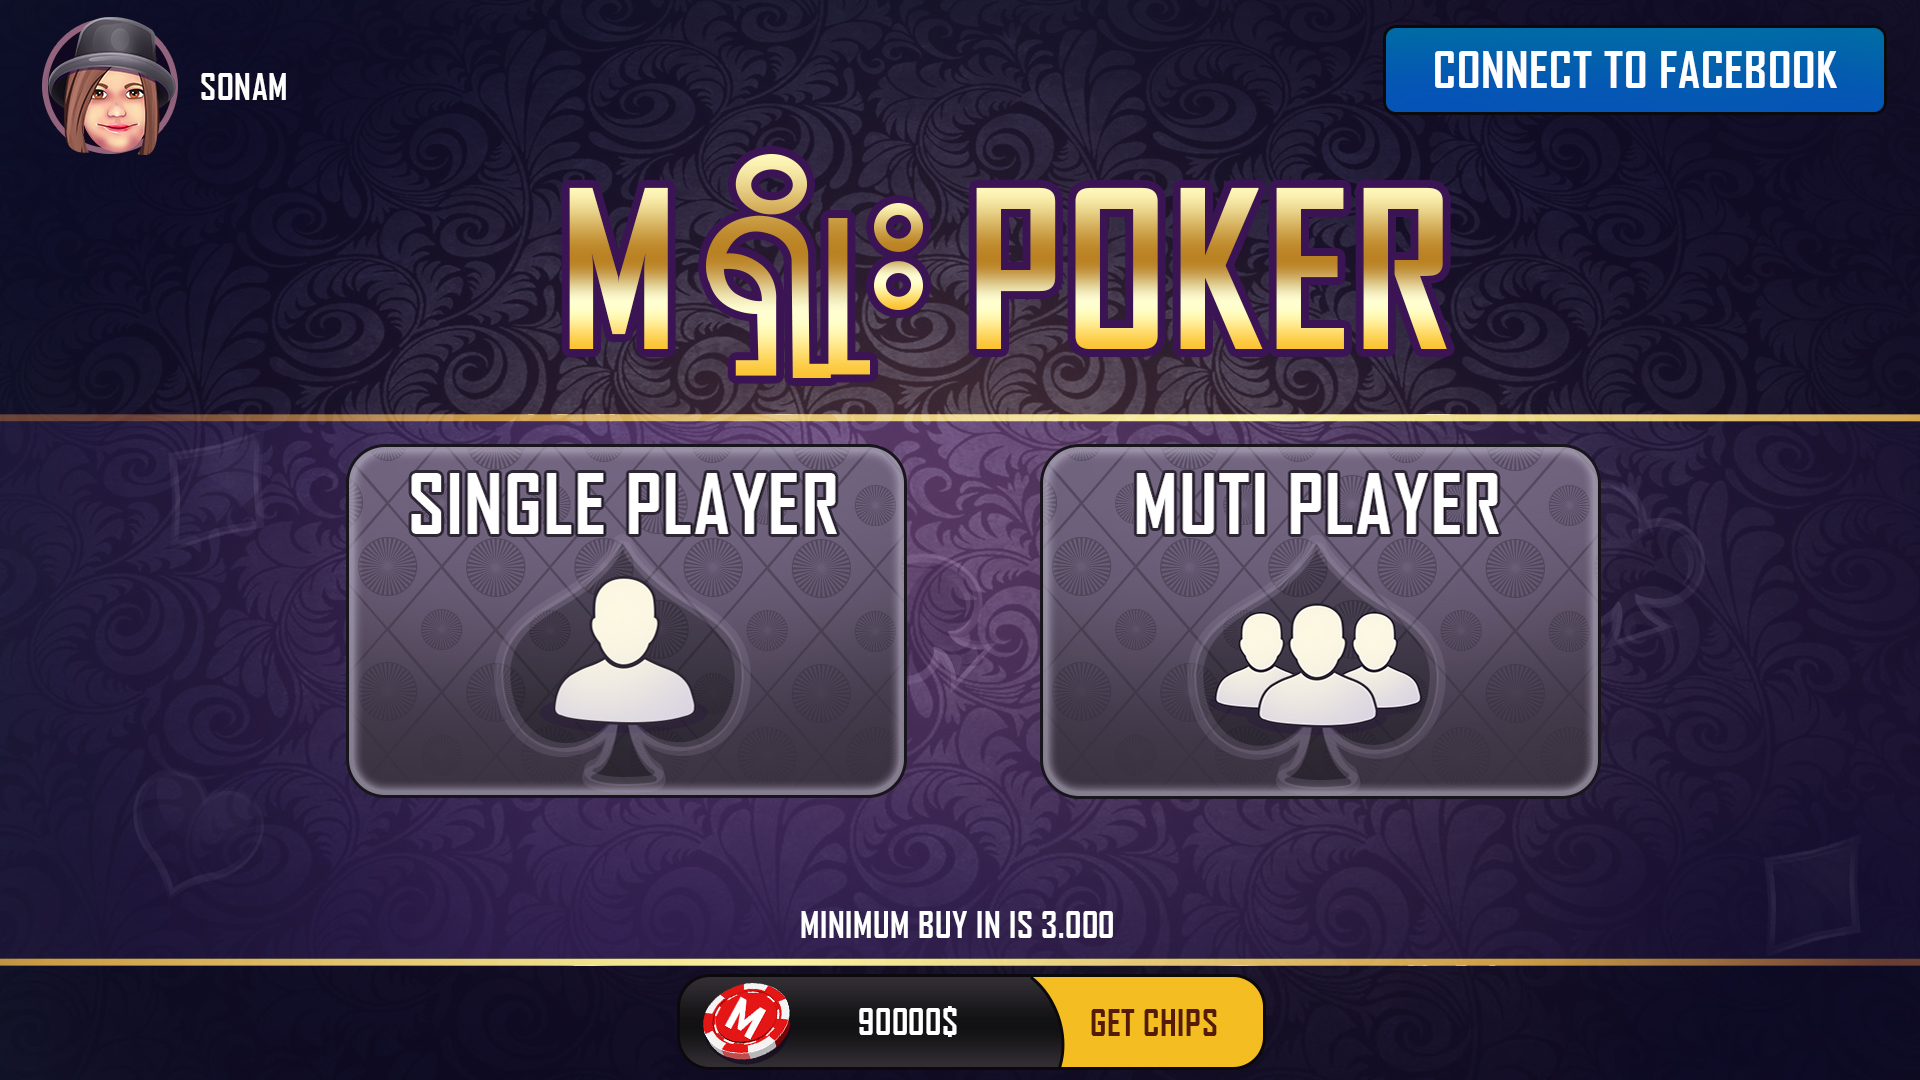 SONAM
CONNECT TO FACEBOOK
M ရှိုး POKER
SINGLE PLAYER
MUTI PLAYER
MINIMUM BUY IN IS 3.000
M
90000$
GET CHIPS